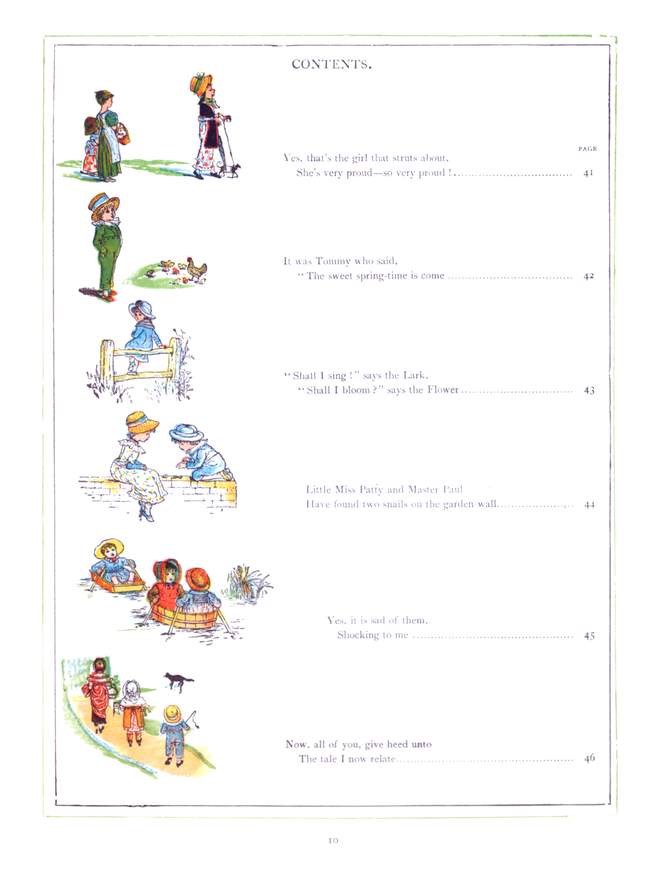 CONTENTS.
PAGE
Yes, that's the girl that struts about,
She's very proud—so very proud!.................................. 41
It was Tommy who said,
"The sweet spring-time is come .................................. 42
"Shall I sing!" says the Lark,
"Shall I bloom?" says the Flower................................ 43
Little Miss Patty and Master Paul
Have found two snails on the garden wall...................... 44
Yes, it is sad of them,
Shocking to me .............................................. 45
Now, all of you, give heed unto
The tale I now relate.................................................. 46
10